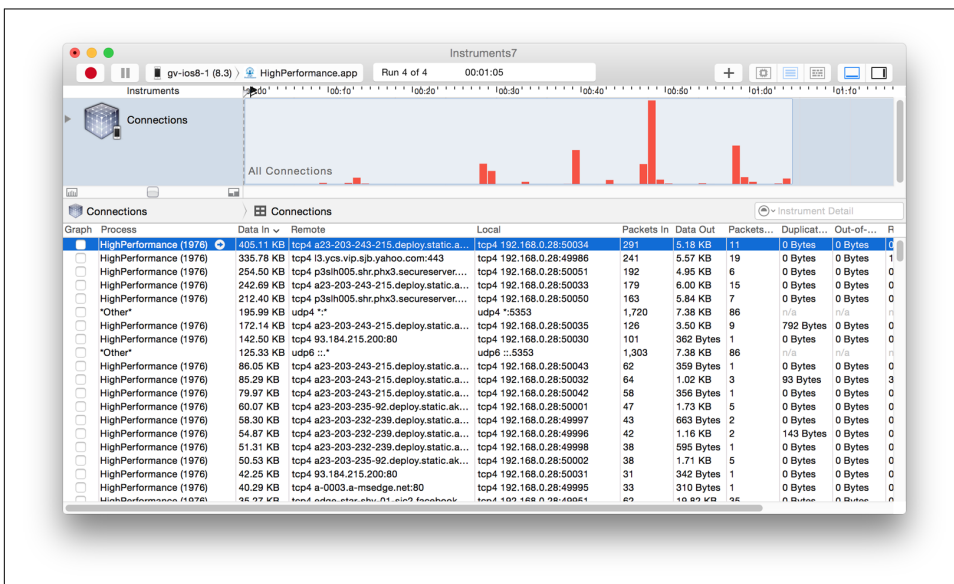 Instruments7
gv-ios8-1 (8.3) HighPerformance.app Run 4 of 4 00:01:05
Instruments 00:00 00:10 00:20 00:30 00:40 00:50 01:00 01:10
Connections
All Connections
Connections Connections Instrument Detail
Graph Process Data In Remote Local Packets In Data Out Packets... Duplicat... Out-of-... R
HighPerformance (1976) 405.11 KB tcp4 a23-203-243-215.deploy.static.a... tcp4 192.168.0.28:50034 291 5.18 KB 11 0 Bytes 0 Bytes 0
HighPerformance (1976) 335.78 KB tcp4 l3.ycs.vip.sjb.yahoo.com:443 tcp4 192.168.0.28:49986 241 5.57 KB 19 0 Bytes 0 Bytes 1
HighPerformance (1976) 254.50 KB tcp4 p3slh005.shr.phx3.secureserver.... tcp4 192.168.0.28:50051 192 4.95 KB 6 0 Bytes 0 Bytes 0
HighPerformance (1976) 242.69 KB tcp4 a23-203-243-215.deploy.static.a... tcp4 192.168.0.28:50033 179 6.00 KB 15 0 Bytes 0 Bytes 0
HighPerformance (1976) 212.40 KB tcp4 p3slh005.shr.phx3.secureserver.... tcp4 192.168.0.28:50050 163 5.84 KB 7 0 Bytes 0 Bytes 0
*Other* 195.99 KB udp4 *:* udp4 *:5353 1,720 7.38 KB 86 n/a n/a n
HighPerformance (1976) 172.14 KB tcp4 a23-203-243-215.deploy.static.a... tcp4 192.168.0.28:50035 126 3.50 KB 9 792 Bytes 0 Bytes 0
HighPerformance (1976) 142.50 KB tcp4 93.184.215.200:80 tcp4 192.168.0.28:50030 101 362 Bytes 1 0 Bytes 0 Bytes 0
*Other* 125.33 KB udp6 ::.* udp6 ::.5353 1,303 7.38 KB 86 n/a n/a n
HighPerformance (1976) 86.05 KB tcp4 a23-203-243-215.deploy.static.a... tcp4 192.168.0.28:50043 62 359 Bytes 1 0 Bytes 0 Bytes 0
HighPerformance (1976) 85.29 KB tcp4 a23-203-243-215.deploy.static.a... tcp4 192.168.0.28:50032 64 1.02 KB 3 93 Bytes 0 Bytes 3
HighPerformance (1976) 79.97 KB tcp4 a23-203-243-215.deploy.static.a... tcp4 192.168.0.28:50042 58 356 Bytes 1 0 Bytes 0 Bytes 0
HighPerformance (1976) 60.07 KB tcp4 a23-203-235-92.deploy.static.ak... tcp4 192.168.0.28:50001 47 1.73 KB 5 0 Bytes 0 Bytes 0
HighPerformance (1976) 58.30 KB tcp4 a23-203-232-239.deploy.static.a... tcp4 192.168.0.28:49997 43 663 Bytes 2 0 Bytes 0 Bytes 0
HighPerformance (1976) 54.87 KB tcp4 a23-203-232-239.deploy.static.a... tcp4 192.168.0.28:49996 42 1.16 KB 2 143 Bytes 0 Bytes 0
HighPerformance (1976) 51.31 KB tcp4 a23-203-232-239.deploy.static.a... tcp4 192.168.0.28:49998 38 595 Bytes 1 0 Bytes 0 Bytes 0
HighPerformance (1976) 50.53 KB tcp4 a23-203-235-92.deploy.static.ak... tcp4 192.168.0.28:50002 38 1.71 KB 5 0 Bytes 0 Bytes 0
HighPerformance (1976) 42.25 KB tcp4 93.184.215.200:80 tcp4 192.168.0.28:50031 31 342 Bytes 1 0 Bytes 0 Bytes 0
HighPerformance (1976) 40.29 KB tcp4 a-0003.a-msedge.net:80 tcp4 192.168.0.28:49995 33 310 Bytes 1 0 Bytes 0 Bytes 0
HighPerformance (1976) 35.27 KB tcp4 192.168.0.28:49951 62 19.82 KB 35 0 Bytes 0 Bytes 0